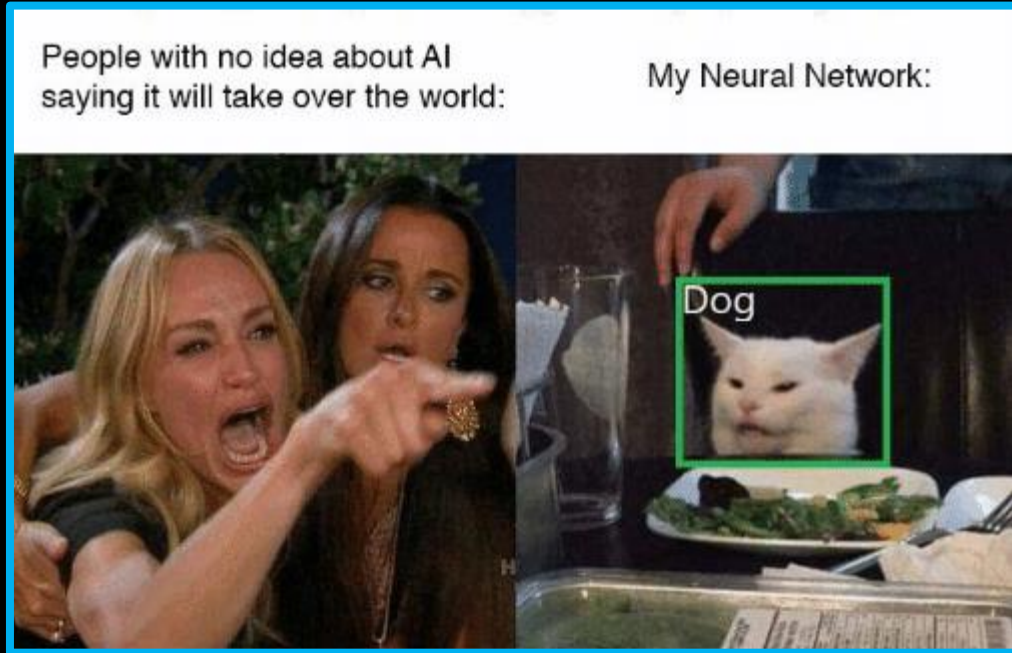 People with no idea about AI
saying it will take over the world:
My Neural Network:
Dog